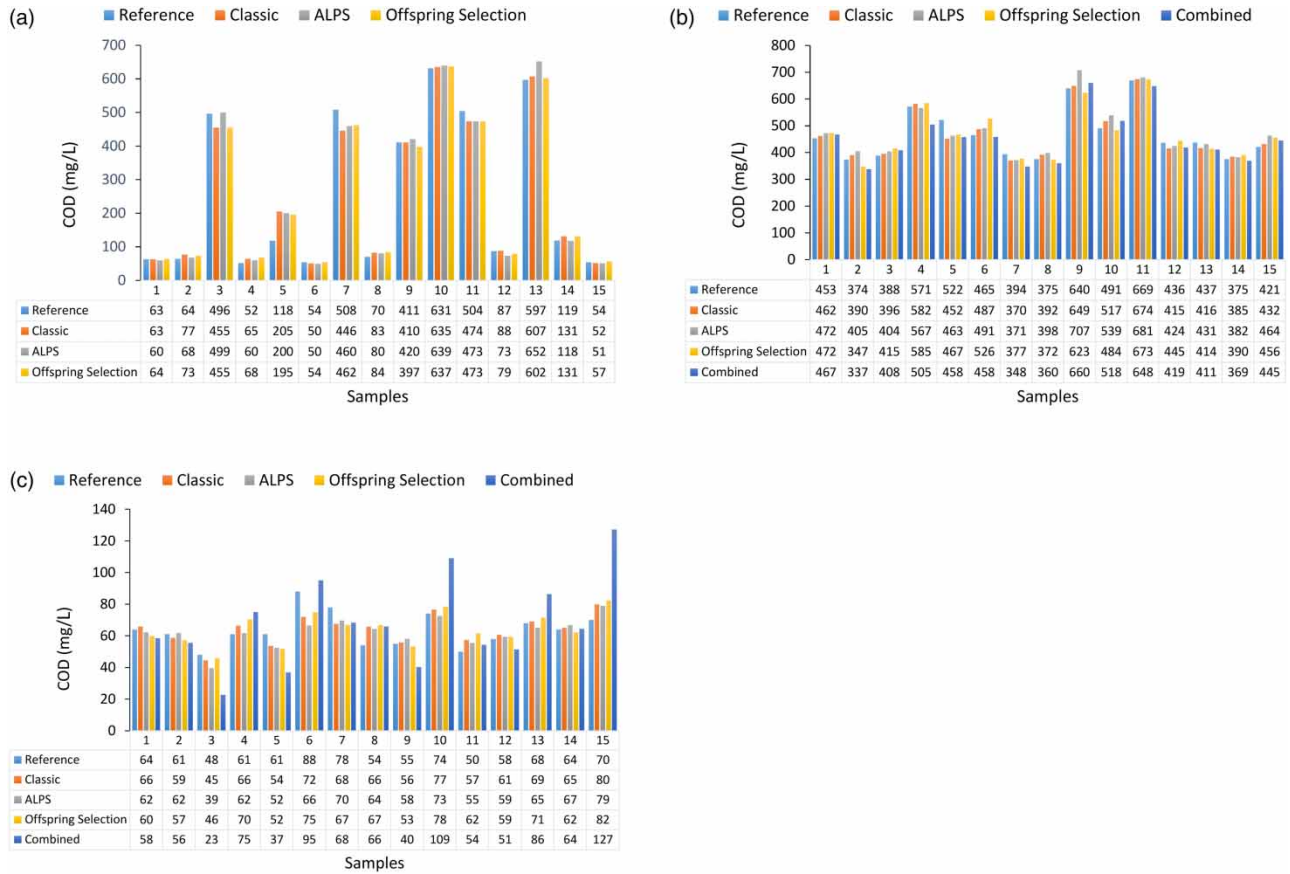 (a) Reference Classic ALPS Offspring Selection
700
600
500
400
300
200
100
0
COD (mg/L)
1 2 3 4 5 6 7 8 9 10 11 12 13 14 15
Reference 63 64 496 52 118 54 508 70 411 631 504 87 597 119 54
Classic 63 77 455 65 205 50 446 83 410 635 474 88 607 131 52
ALPS 60 68 499 60 200 50 460 80 420 639 473 73 652 118 51
Offspring Selection 64 73 455 68 195 54 462 84 397 637 473 79 602 131 57
Samples
(b) Reference Classic ALPS Offspring Selection Combined
800
700
600
500
400
300
200
100
0
COD (mg/L)
1 2 3 4 5 6 7 8 9 10 11 12 13 14 15
Reference 453 374 388 571 522 465 394 375 640 491 669 436 437 375 421
Classic 462 390 396 582 452 487 370 392 649 517 674 415 416 385 432
ALPS 472 405 404 567 463 491 371 398 707 539 681 424 431 382 464
Offspring Selection 472 347 415 585 467 526 377 372 623 484 673 445 414 390 456
Combined 467 337 408 505 458 458 348 360 660 518 648 419 411 369 445
Samples
(c) Reference Classic ALPS Offspring Selection Combined
140
120
100
80
60
40
20
0
COD (mg/L)
1 2 3 4 5 6 7 8 9 10 11 12 13 14 15
Reference 64 61 48 61 61 88 78 54 55 74 50 58 68 64 70
Classic 66 59 45 66 54 72 68 66 56 77 57 61 69 65 80
ALPS 62 62 39 62 52 66 70 64 58 73 55 59 65 67 79
Offspring Selection 60 57 46 70 52 75 67 67 53 78 62 59 71 62 82
Combined 58 56 23 75 37 95 68 66 40 109 54 51 86 64 127
Samples